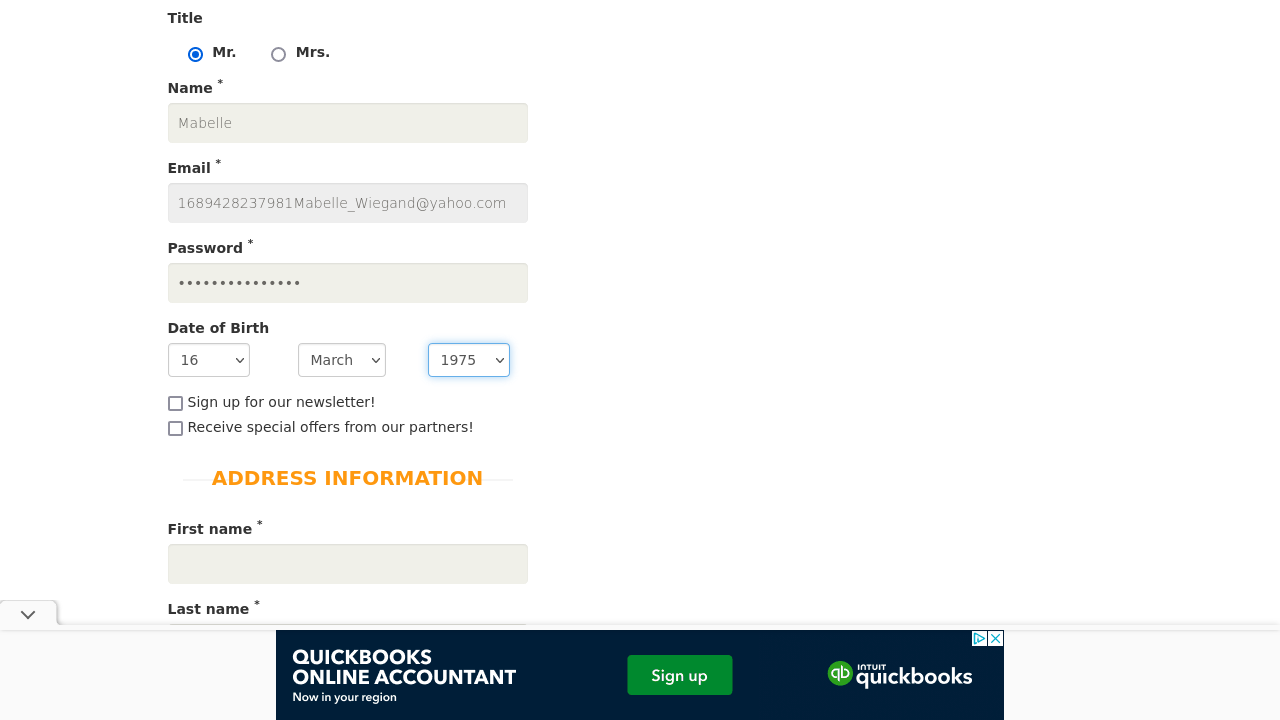 Title
Mr. Mrs.
Name *
Mabelle
Email *
1689428237981Mabelle_Wiegand@yahoo.com
Password *
•••••••••••••••
Date of Birth
16 March 1975
Sign up for our newsletter!
Receive special offers from our partners!
ADDRESS INFORMATION
First name *
Last name *
QUICKBOOKS
ONLINE ACCOUNTANT
Now in your region
Sign up
qb INTUIT
quickbooks